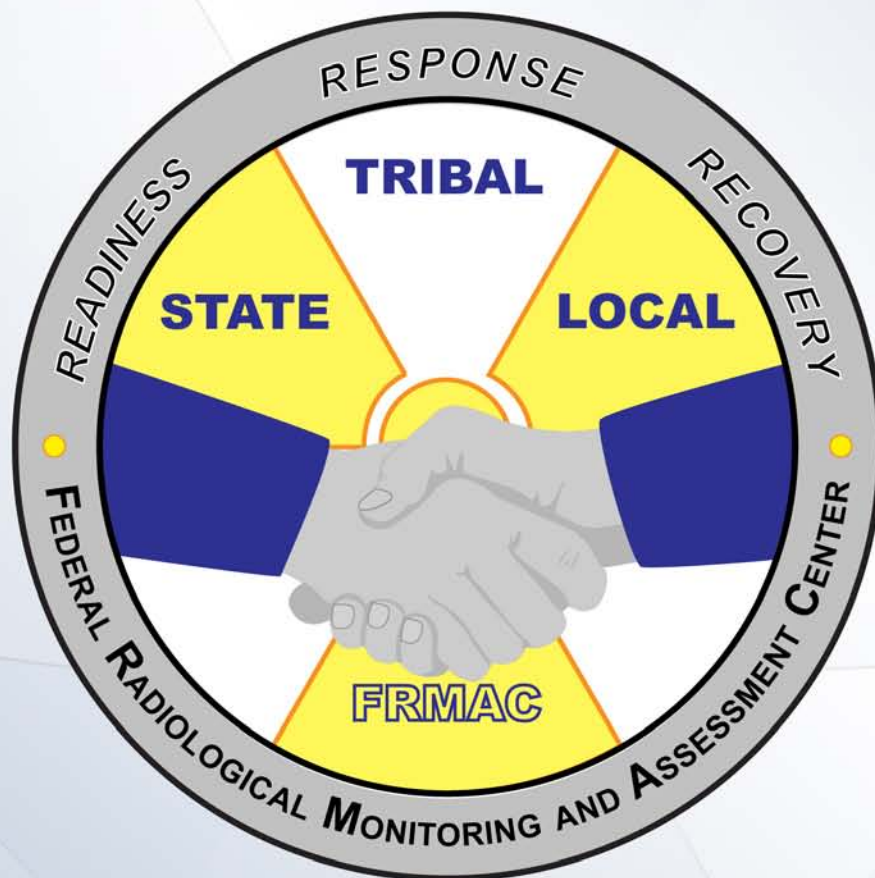 READINESS RESPONSE RECOVERY
TRIBAL
STATE LOCAL
FRMAC
FEDERAL RADIOLOGICAL MONITORING AND ASSESSMENT CENTER